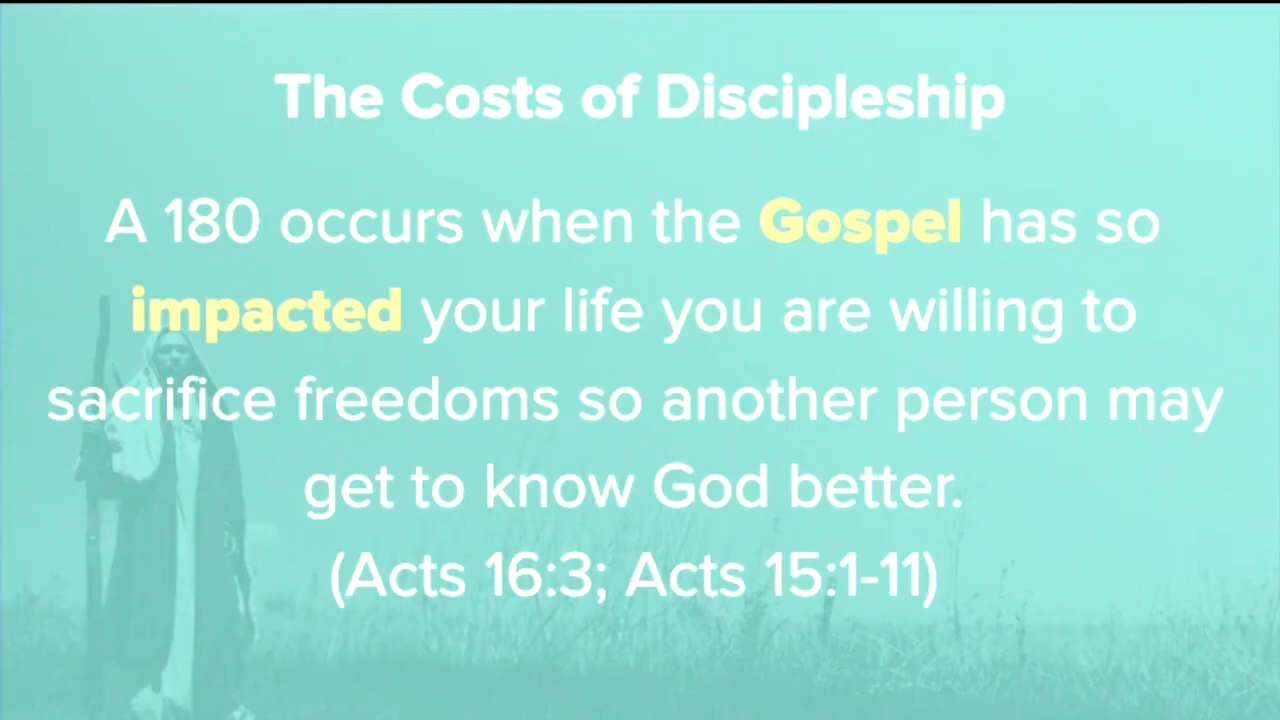 The Costs of Discipleship
A 180 occurs when the Gospel has so
impacted your life you are willing to
sacrifice freedoms so another person may
get to know God better.
(Acts 16:3; Acts 15:1-11)